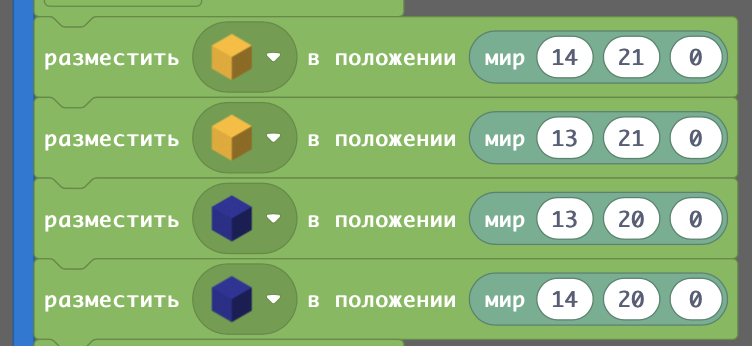 разместить в положении мир 14 21 0
разместить в положении мир 13 21 0
разместить в положении мир 13 20 0
разместить в положении мир 14 20 0